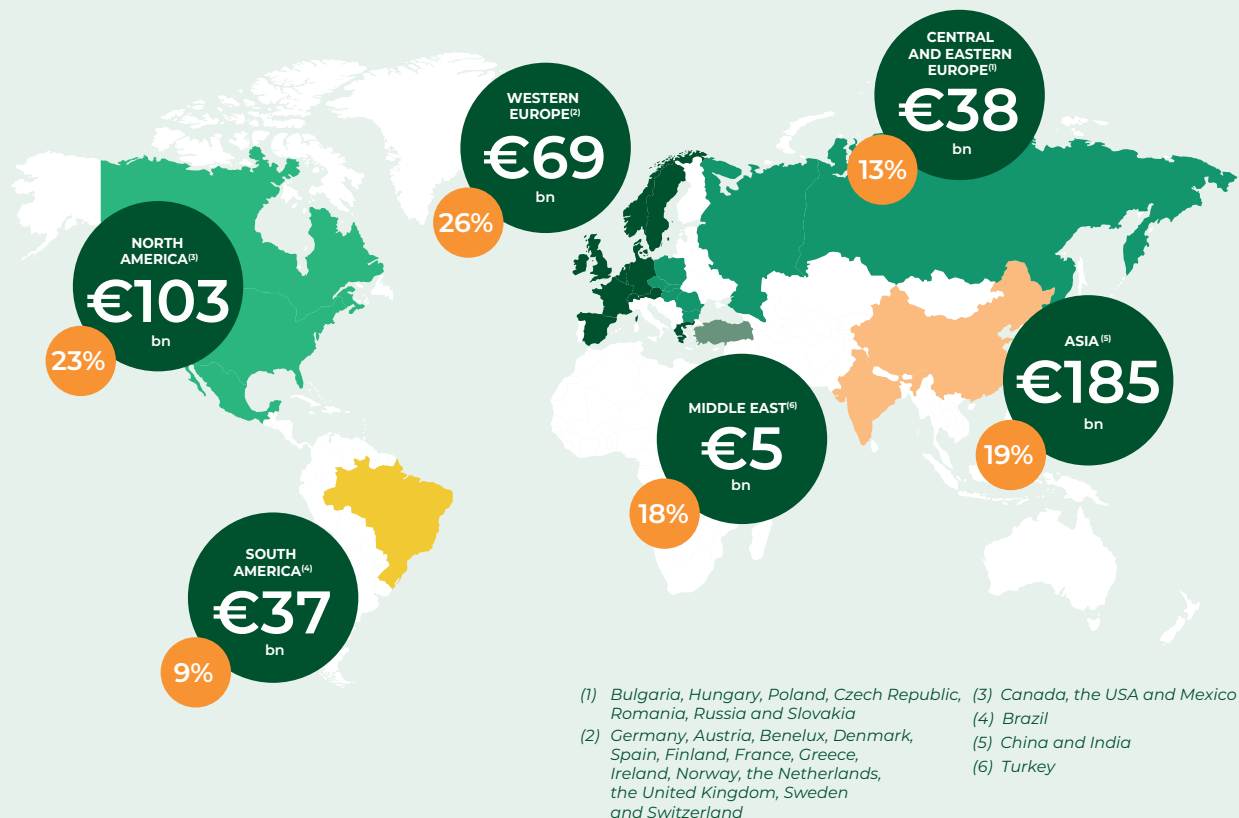 CENTRAL
AND EASTERN
EUROPE(1)
€38
bn
13%
WESTERN
EUROPE(2)
€69
bn
26%
NORTH
AMERICA(3)
€103
bn
23%
ASIA (5)
€185
bn
19%
MIDDLE EAST(6)
€5
bn
18%
SOUTH
AMERICA(4)
€37
bn
9%
(1) Bulgaria, Hungary, Poland, Czech Republic,
Romania, Russia and Slovakia
(2) Germany, Austria, Benelux, Denmark,
Spain, Finland, France, Greece,
Ireland, Norway, the Netherlands,
the United Kingdom, Sweden
and Switzerland
(3) Canada, the USA and Mexico
(4) Brazil
(5) China and India
(6) Turkey